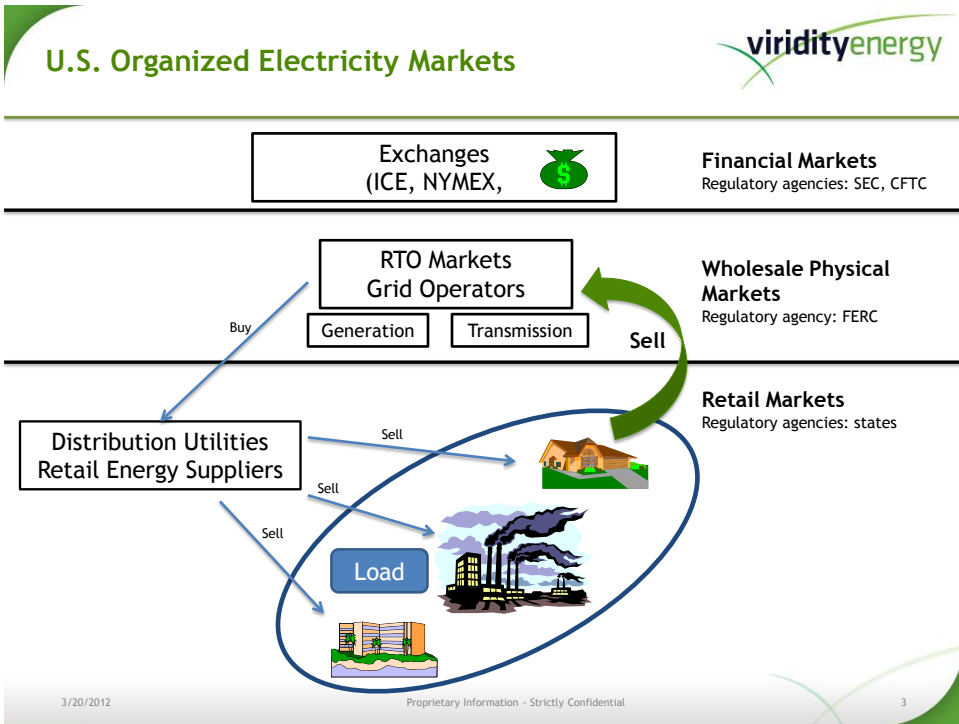 U.S. Organized Electricity Markets
viridityenergy
Exchanges
(ICE, NYMEX,
$
Financial Markets
Regulatory agencies: SEC, CFTC
RTO Markets
Grid Operators
Generation
Transmission
Wholesale Physical
Markets
Regulatory agency: FERC
Buy
Sell
Retail Markets
Regulatory agencies: states
Distribution Utilities
Retail Energy Suppliers
Sell
Sell
Sell
Load
3/20/2012
Proprietary Information - Strictly Confidential
3